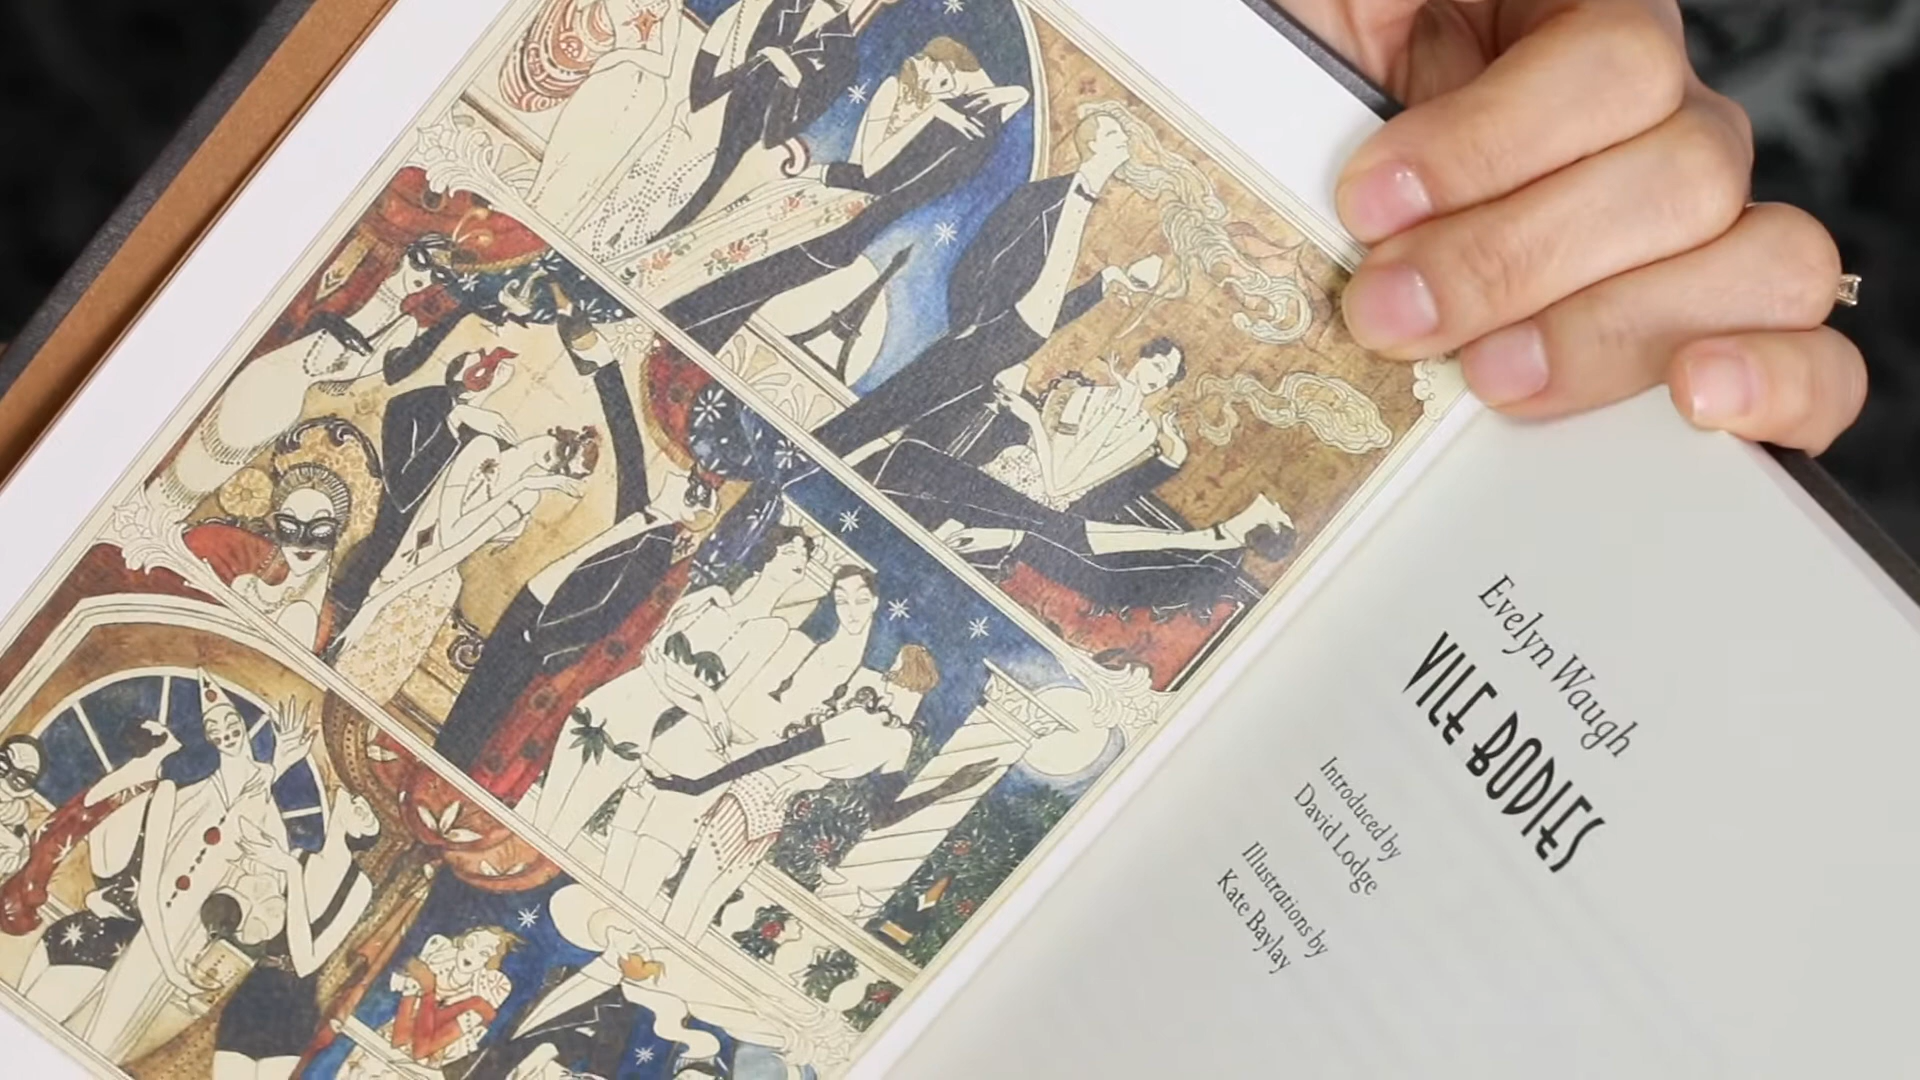 Evelyn Waugh
VILE BODIES
Introduced by
David Lodge
Illustrations by
Kate Baylay